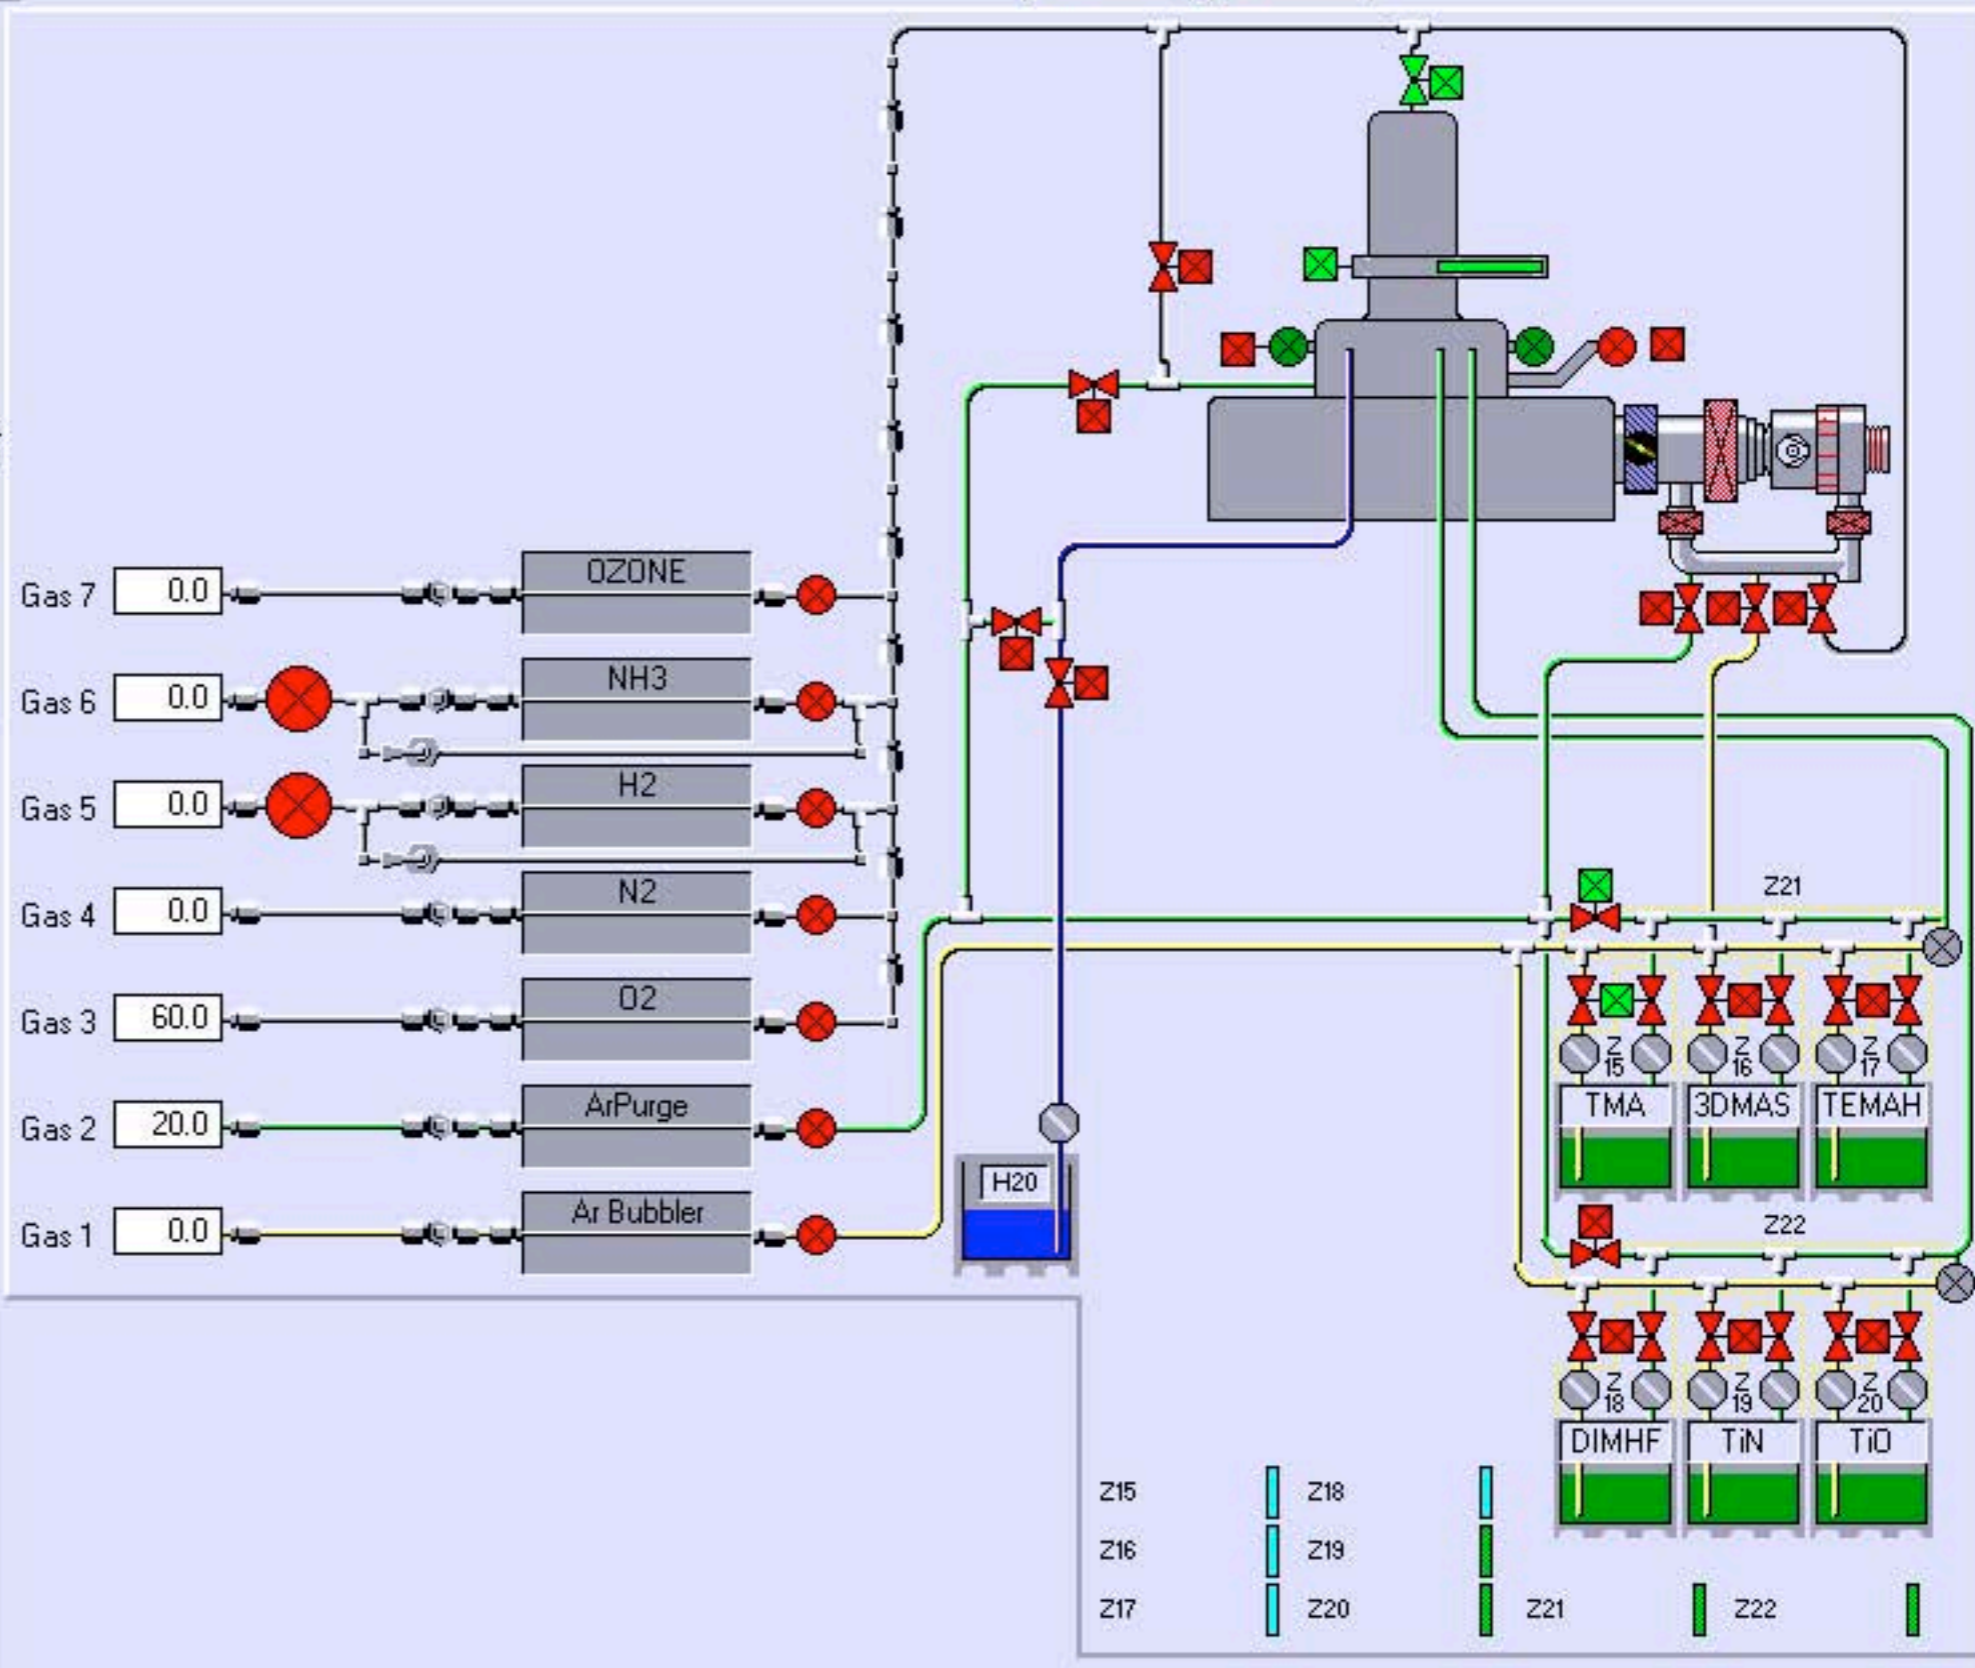 Gas 7 0.0 OZONE
Gas 6 0.0 NH3
Gas 5 0.0 H2
Gas 4 0.0 N2
Gas 3 60.0 O2
Gas 2 20.0 ArPurge
Gas 1 0.0 Ar Bubbler
H20
Z21
Z 15
Z 16
Z 17
TMA 3DMAS TEMAH
Z22
Z 18
Z 19
Z 20
DIMHF TiN TiO
Z15 Z18
Z16 Z19
Z17 Z20 Z21 Z22